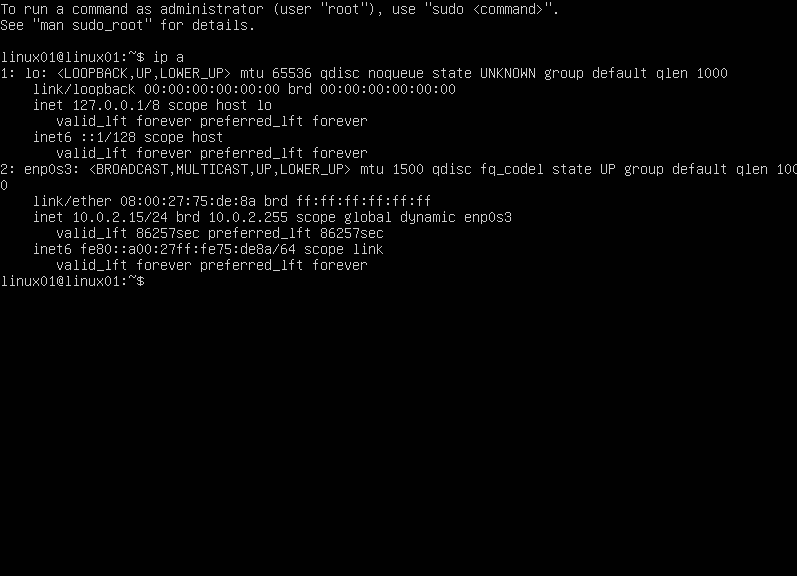 To run a command as administrator (user "root"), use "sudo <command>".
See "man sudo_root" for details.
linux01@linux01:~$ ip a
1: lo: <LOOPBACK,UP,LOWER_UP> mtu 65536 qdisc noqueue state UNKNOWN group default qlen 1000
link/loopback 00:00:00:00:00:00 brd 00:00:00:00:00:00
inet 127.0.0.1/8 scope host lo
valid_lft forever preferred_lft forever
inet6 ::1/128 scope host
valid_lft forever preferred_lft forever
2: enp0s3: <BROADCAST,MULTICAST,UP,LOWER_UP> mtu 1500 qdisc fq_codel state UP group default qlen 100
0
link/ether 08:00:27:75:de:8a brd ff:ff:ff:ff:ff:ff
inet 10.0.2.15/24 brd 10.0.2.255 scope global dynamic enp0s3
valid_lft 86257sec preferred_lft 86257sec
inet6 fe80::a00:27ff:fe75:de8a/64 scope link
valid_lft forever preferred_lft forever
linux01@linux01:~$